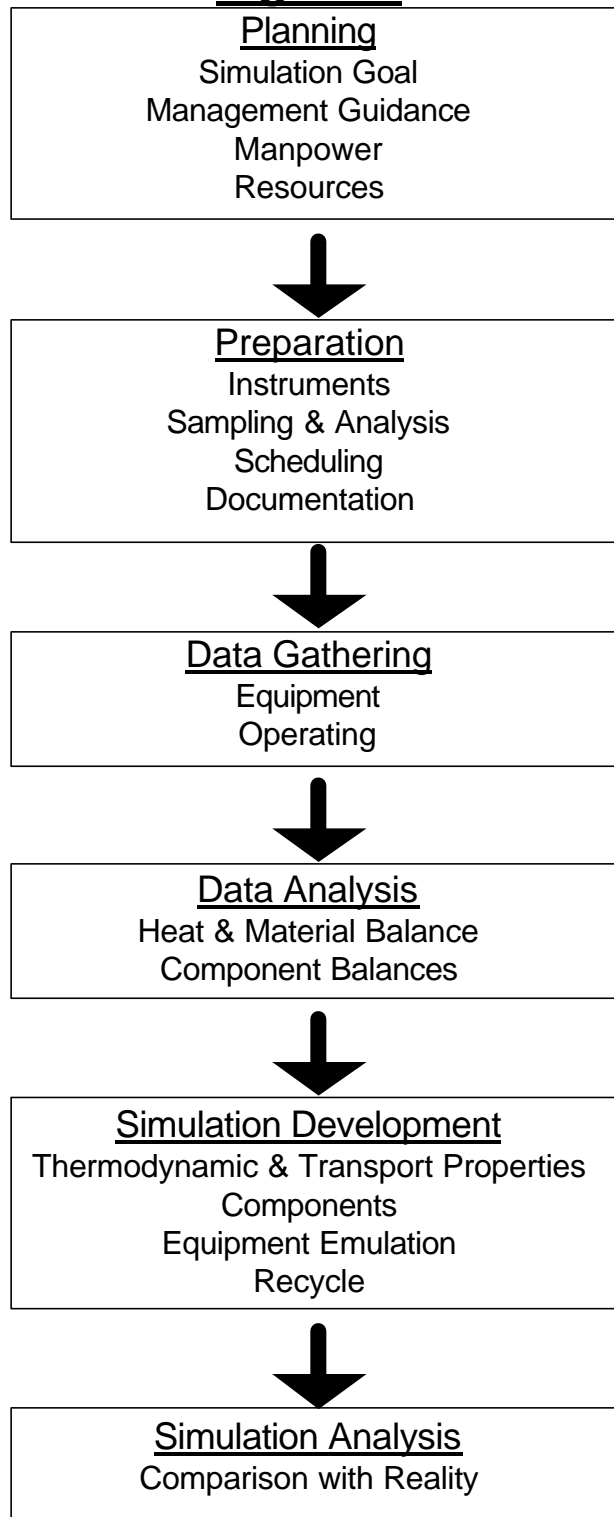 Planning
Simulation Goal
Management Guidance
Manpower
Resources
Preparation
Instruments
Sampling & Analysis
Scheduling
Documentation
Data Gathering
Equipment
Operating
Data Analysis
Heat & Material Balance
Component Balances
Simulation Development
Thermodynamic & Transport Properties
Components
Equipment Emulation
Recycle
Simulation Analysis
Comparison with Reality